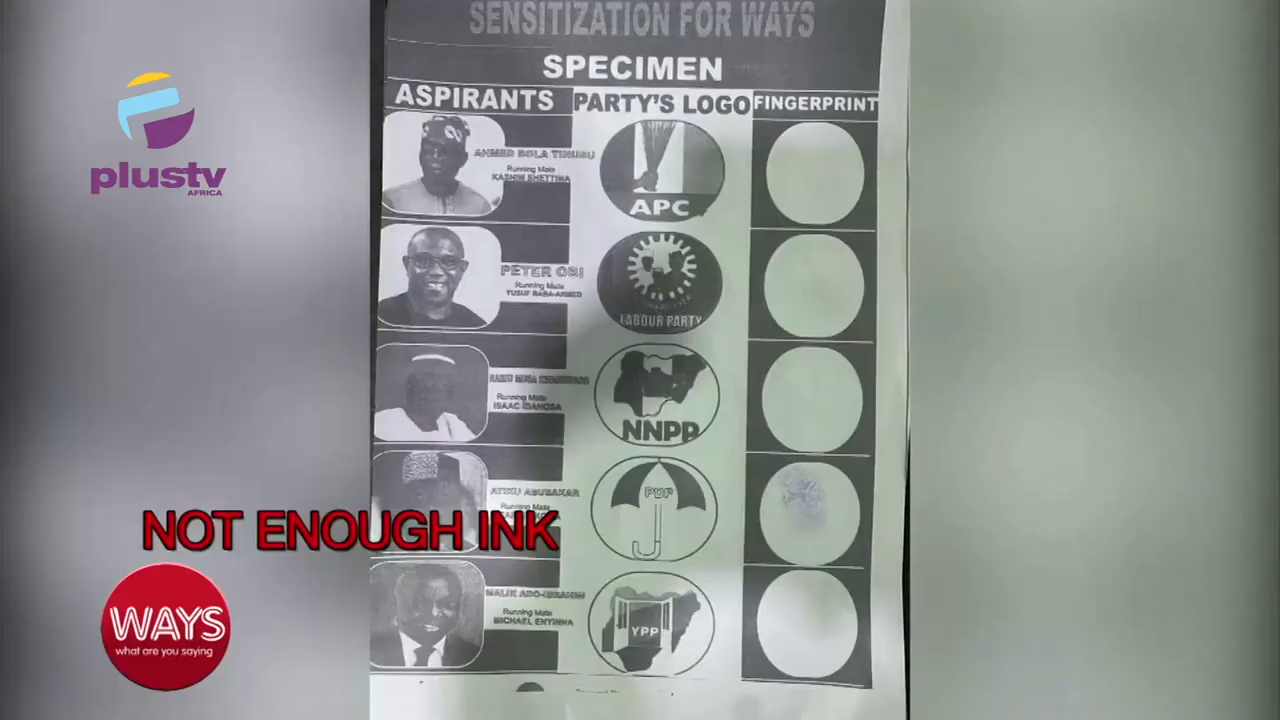 SENSITIZATION FOR WAYS
SPECIMEN
ASPIRANTS PARTY'S LOGO FINGERPRINT
plustv
AFRICA
AHMED BOLA TINUBU
Running Mate
KASHIM SHETTIMA
APC
PETER OBI
Running Mate
YUSUF BABA-AHMED
LABOUR PARTY
Running Mate
ISAAC IDAHOSA
NNPP
ATIKU ABUBAKAR
Running Mate
PDP
NOT ENOUGH INK
MALIK ADO-IBRAHIM
Running Mate
MICHAEL ENYINNA
YPP
WAYS
what are you saying